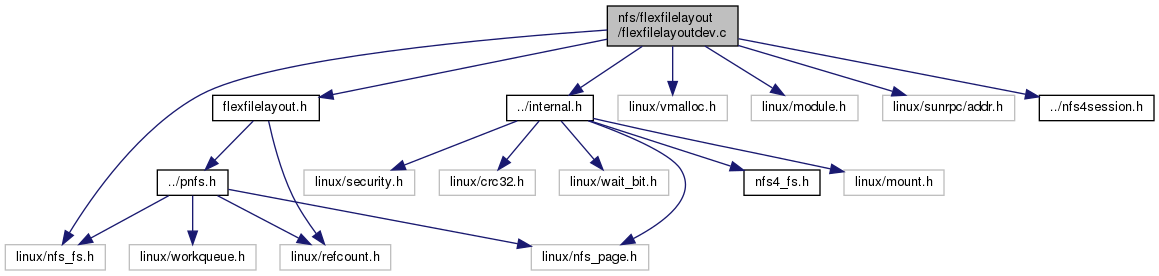 nfs/flexfilelayout
/flexfilelayoutdev.c
flexfilelayout.h
../internal.h
linux/vmalloc.h
linux/module.h
linux/sunrpc/addr.h
../nfs4session.h
../pnfs.h
linux/security.h
linux/crc32.h
linux/wait_bit.h
nfs4_fs.h
linux/mount.h
linux/nfs_fs.h
linux/workqueue.h
linux/refcount.h
linux/nfs_page.h